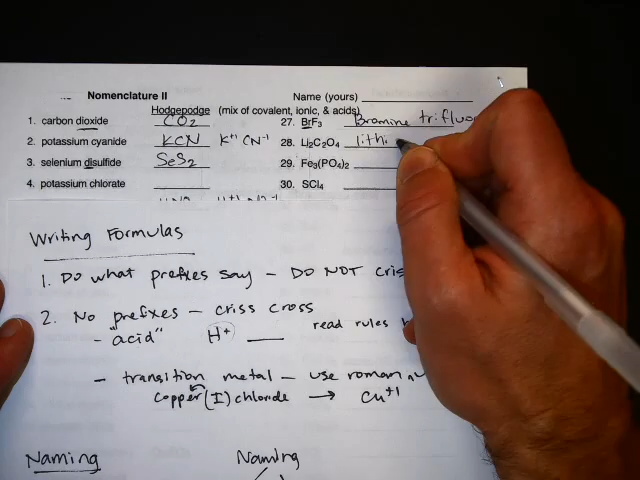 Nomenclature II
Name (yours)
Hodgepodge (mix of covalent, ionic, & acids)
1. carbon dioxide CO2
2. potassium cyanide KCN K+1 CN-1
3. selenium disulfide SeS2
4. potassium chlorate
27. BrF3 Bromine trifluo
28. Li2C2O4 lithi
29. Fe3(PO4)2
30. SCl4
Writing Formulas
1. Do what prefixes say - DO NOT cris
2. No prefixes - criss cross
- "acid" H+ read rules
- transition metal - use roman
copper(I) chloride → Cu+1
Naming
Naming